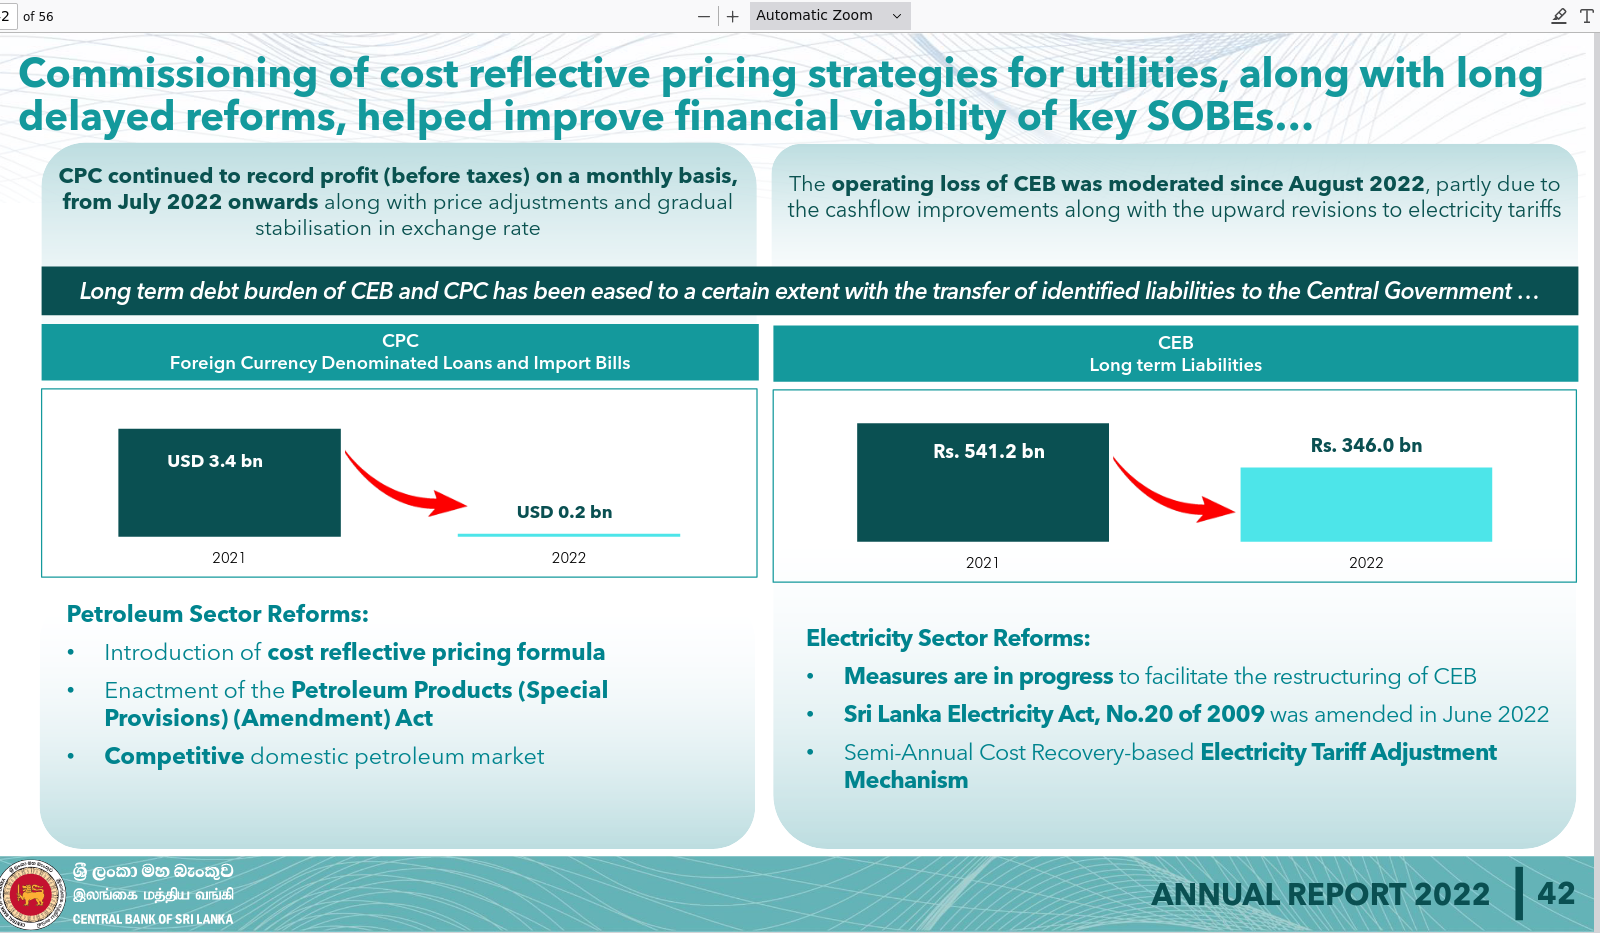 2 of 56
Automatic Zoom
Commissioning of cost reflective pricing strategies for utilities, along with long
delayed reforms, helped improve financial viability of key SOBEs...
CPC continued to record profit (before taxes) on a monthly basis,
from July 2022 onwards along with price adjustments and gradual
stabilisation in exchange rate
The operating loss of CEB was moderated since August 2022, partly due to
the cashflow improvements along with the upward revisions to electricity tariffs
Long term debt burden of CEB and CPC has been eased to a certain extent with the transfer of identified liabilities to the Central Government ...
CPC
Foreign Currency Denominated Loans and Import Bills
USD 3.4 bn
USD 0.2 bn
2021
2022
CEB
Long term Liabilities
Rs. 541.2 bn
Rs. 346.0 bn
2021
2022
Petroleum Sector Reforms:
• Introduction of cost reflective pricing formula
• Enactment of the Petroleum Products (Special
Provisions) (Amendment) Act
• Competitive domestic petroleum market
Electricity Sector Reforms:
• Measures are in progress to facilitate the restructuring of CEB
• Sri Lanka Electricity Act, No.20 of 2009 was amended in June 2022
• Semi-Annual Cost Recovery-based Electricity Tariff Adjustment
Mechanism
ශ්‍රී ලංකා මහ බැංකුව
இலங்கை மத்திய வங்கி
CENTRAL BANK OF SRI LANKA
ANNUAL REPORT 2022
42